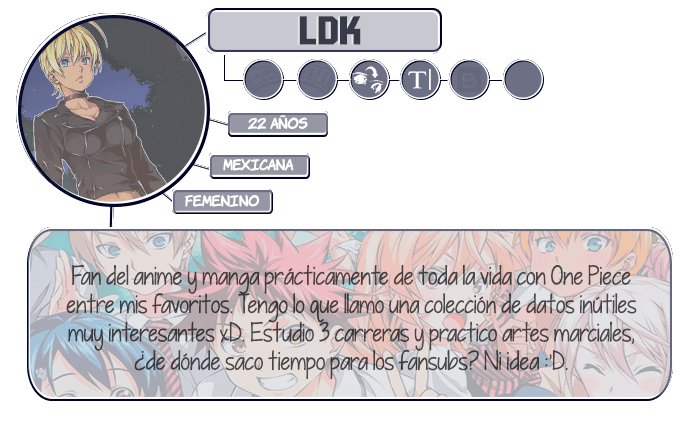 LDK
T|
22 AÑOS
MEXICANA
FEMENINO
Fan del anime y manga prácticamente de toda la vida con One Piece
entre mis favoritos. Tengo lo que llamo una colección de datos inútiles
muy interesantes xD. Estudio 3 carreras y practico artes marciales,
¿de dónde saco tiempo para los fansubs? Ni idea :'D.